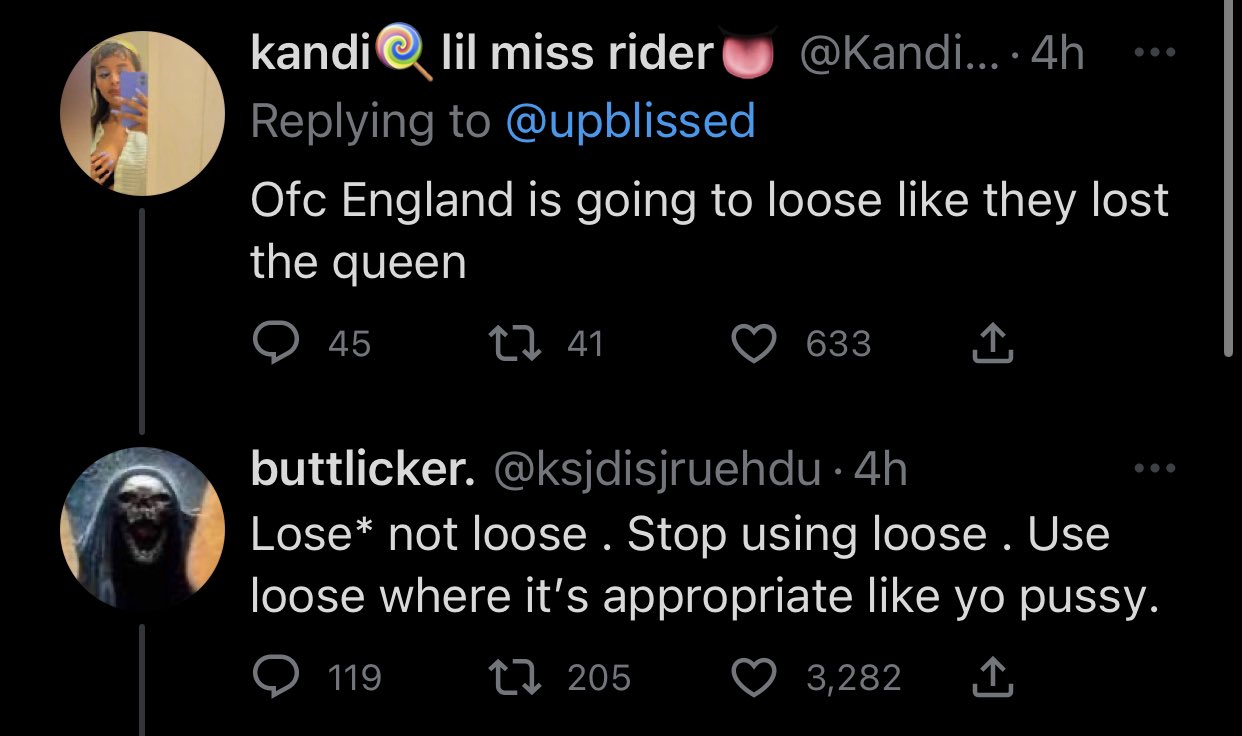 kandi🍭 lil miss rider👅 @Kandi... · 4h ...
Replying to @upblissed
Ofc England is going to loose like they lost
the queen
45 41 633
buttlicker. @ksjdisjruehdu · 4h ...
Lose* not loose . Stop using loose . Use
loose where it’s appropriate like yo pussy.
119 205 3,282